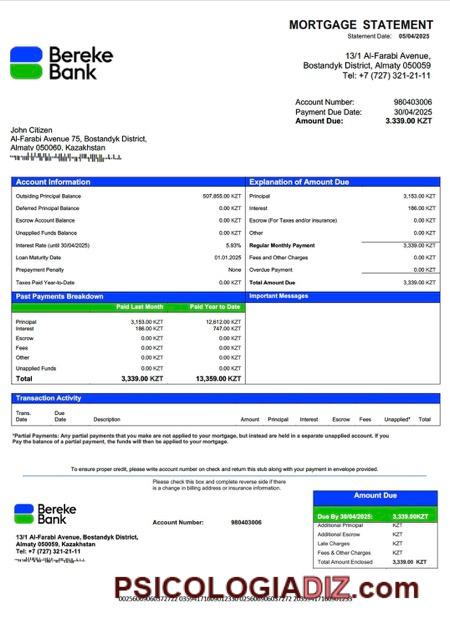 MORTGAGE STATEMENT
Statement Date: 05/04/2025
Bereke
Bank
13/1 Al-Farabi Avenue,
Bostandyk District, Almaty 050059
Tel: +7 (727) 321-21-11
Account Number: 980403006
Payment Due Date: 30/04/2025
Amount Due: 3.339.00 KZT
John Citizen
Al-Farabi Avenue 75, Bostandyk District,
Almaty 050060, Kazakhstan
Account Information
Outsiding Principal Balance 507,855.00 KZT
Deferred Principal Balance 0.00 KZT
Escrow Account Balance 0.00 KZT
Unapplied Funds Balance 0.00 KZT
Interest Rate (until 30/04/2025) 5.93%
Loan Maturity Date 01.01.2025
Prepayment Penalty None
Taxes Paid Year-to-Date 0.00 KZT
Explanation of Amount Due
Principal 3,153.00 KZT
Interest 186.00 KZT
Escrow (For Taxes and/or insurance) 0.00 KZT
Other 0.00 KZT
Regular Monthly Payment 3,339.00 KZT
Fees and Other Charges 0.00 KZT
Overdue Payment 0.00 KZT
Total Amount Due 3,339.00 KZT
Past Payments Breakdown
Paid Last Month Paid Year to Date
Principal 3,153.00 KZT 12,612.00 KZT
Interest 186.00 KZT 747.00 KZT
Escrow 0.00 KZT 0.00 KZT
Fees 0.00 KZT 0.00 KZT
Other 0.00 KZT 0.00 KZT
Unapplied Funds 0.00 KZT 0.00 KZT
Total 3,339.00 KZT 13,359.00 KZT
Important Messages
Transaction Activity
Trans. Date Due Date Description Amount Principal Interest Escrow Fees Unapplied* Total
*Partial Payments: Any partial payments that you make are not applied to your mortgage, but instead are held in a separate unapplied account. If you
Pay the balance of a partial payment, the funds will then be applied to your mortgage.
To ensure proper credit, please write account number on check and return this stub along with your payment in envelope provided.
Please check this box and complete reverse side if there
is a change in billing address or insurance information.
Bereke
Bank
Account Number: 980403006
13/1 Al-Farabi Avenue, Bostandyk District,
Almaty 050059, Kazakhstan
Tel: +7 (727) 321-21-11
Amount Due
Due By 30/04/2025: 3,339.00 KZT
Additional Principal KZT
Additional Escrow KZT
Late Charges KZT
Fees & Other Charges KZT
Total Amount Enclosed 3,339.00 KZT
PSICOLOGIADIZ.com